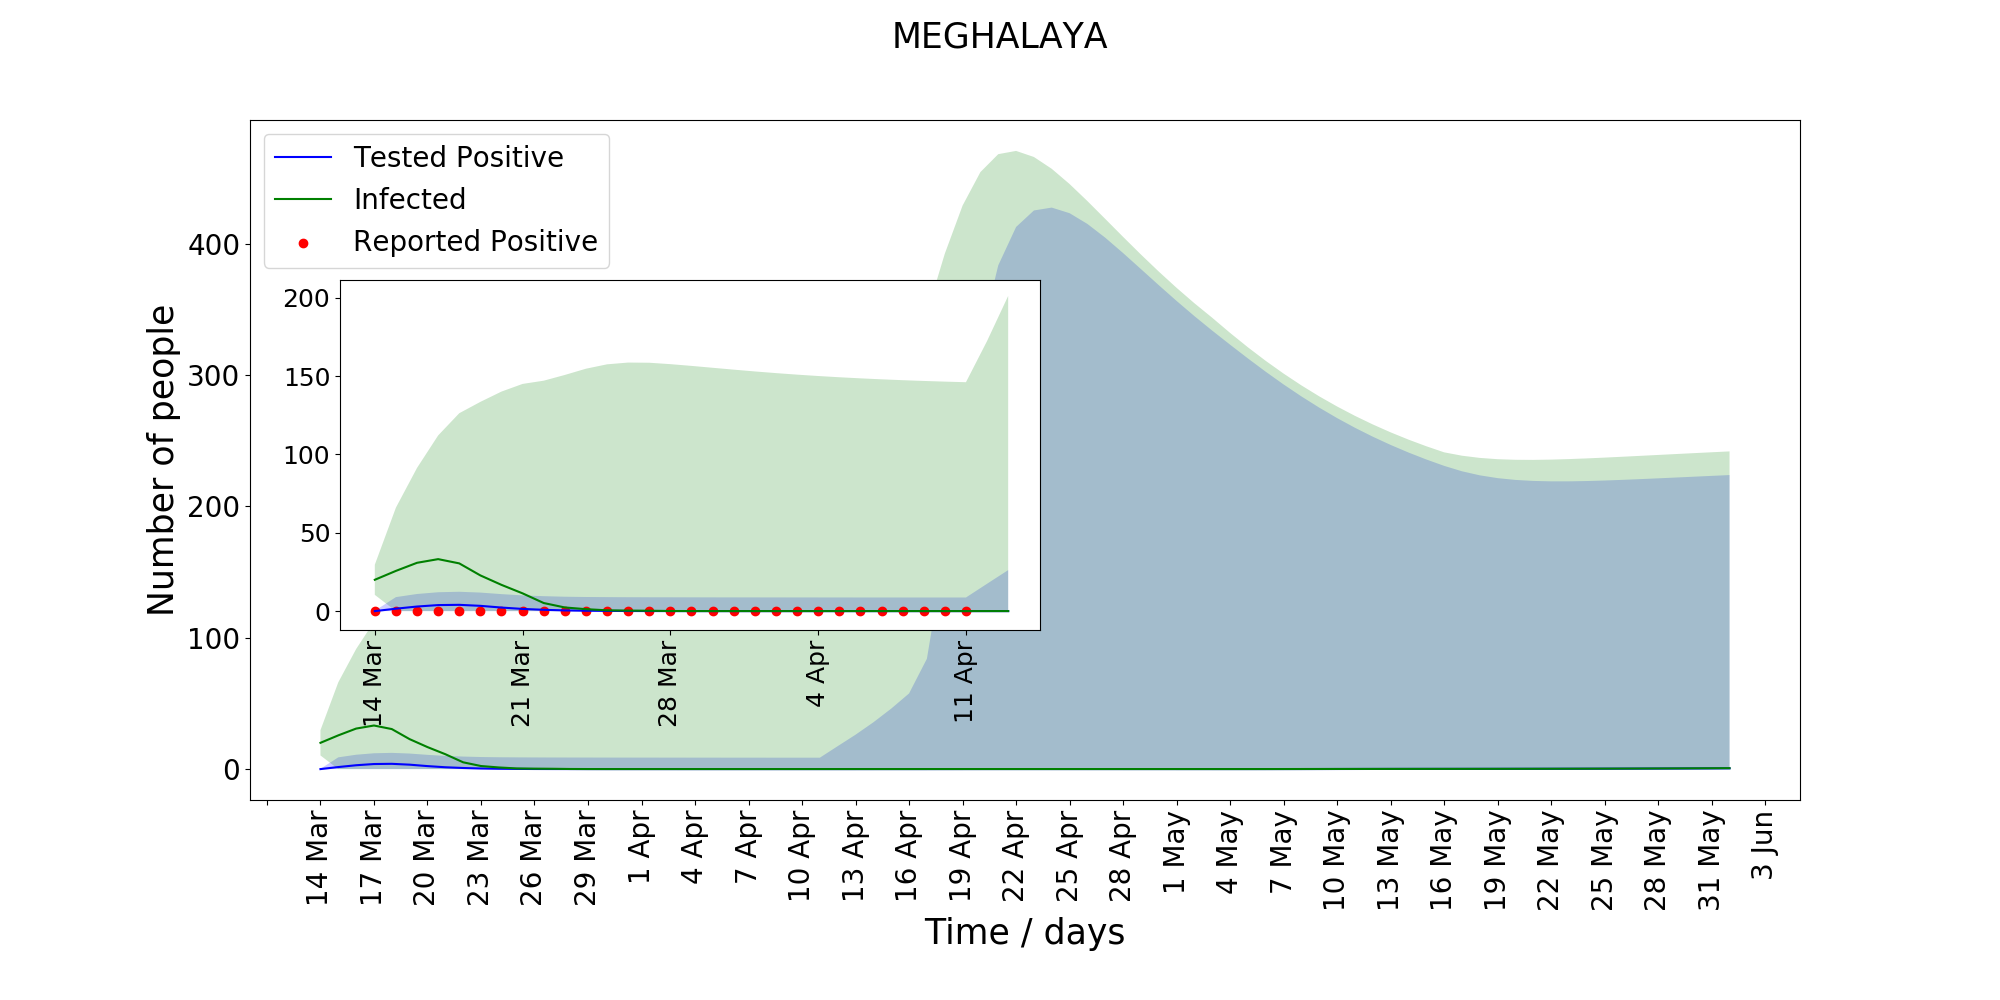 MEGHALAYA
Tested Positive
Infected
Reported Positive
Number of people
400
300
200
100
0
200
150
100
50
0
14 Mar
21 Mar
28 Mar
4 Apr
11 Apr
14 Mar
17 Mar
20 Mar
23 Mar
26 Mar
29 Mar
1 Apr
4 Apr
7 Apr
10 Apr
13 Apr
16 Apr
19 Apr
22 Apr
25 Apr
28 Apr
1 May
4 May
7 May
10 May
13 May
16 May
19 May
22 May
25 May
28 May
31 May
3 Jun
Time / days